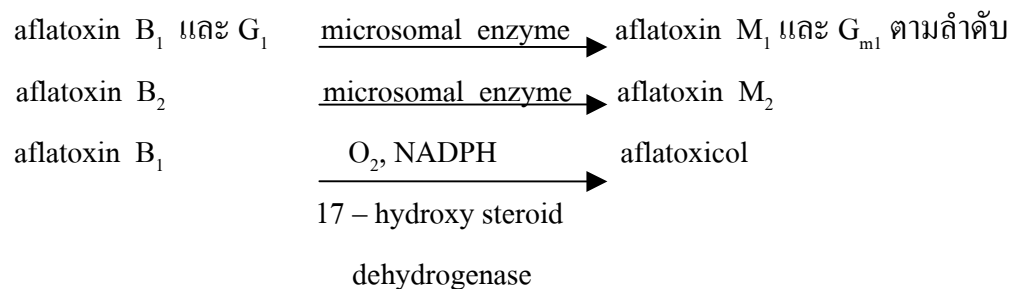 aflatoxin B₁ และ G₁ microsomal enzyme aflatoxin M₁ และ Gₘ₁ ตามลำดับ
aflatoxin B₂ microsomal enzyme aflatoxin M₂
aflatoxin B₁ O₂, NADPH aflatoxicol
17 – hydroxy steroid
dehydrogenase